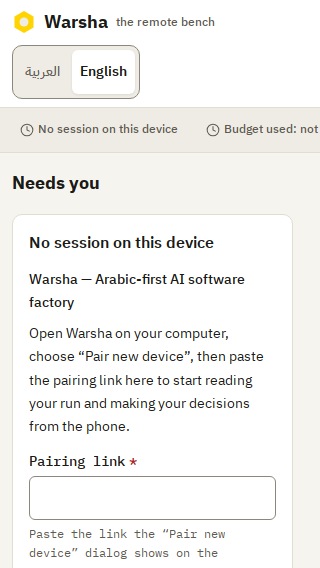 Warsha the remote bench
العربية English
No session on this device Budget used: not
Needs you
No session on this device
Warsha — Arabic-first AI software
factory
Open Warsha on your computer,
choose “Pair new device”, then paste
the pairing link here to start reading
your run and making your decisions
from the phone.
Pairing link *
Paste the link the “Pair new
device” dialog shows on the